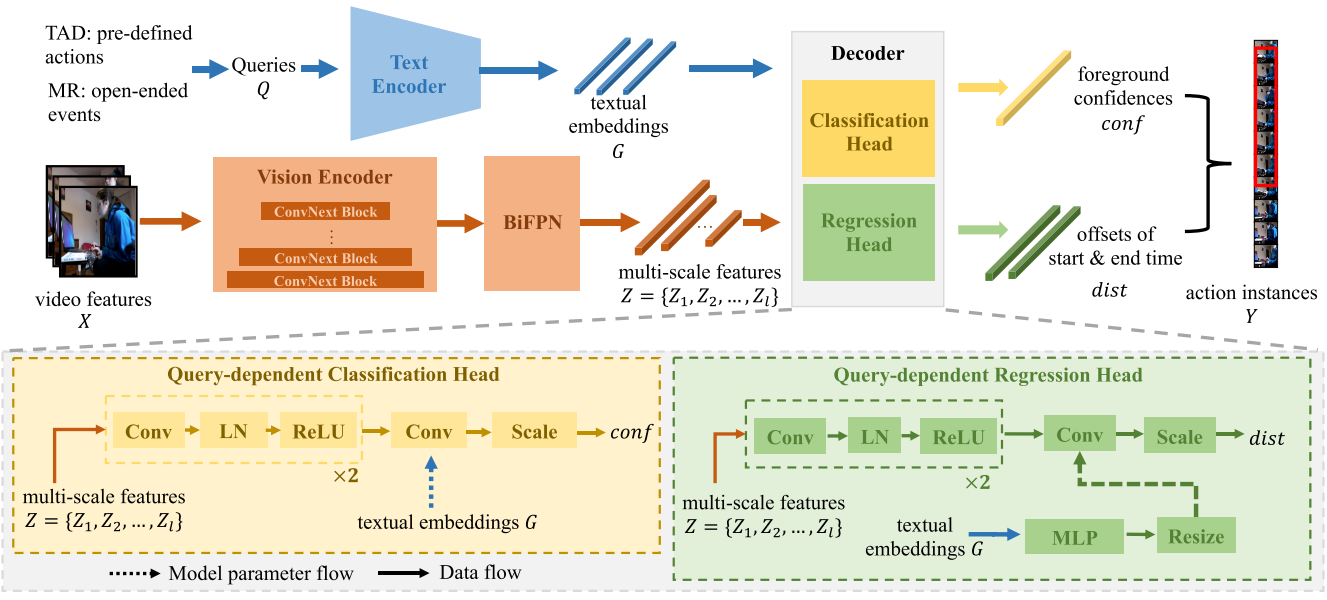 TAD: pre-defined
actions
MR: open-ended
events
Queries
Q
Text
Encoder
textual
embeddings
G
Decoder
Classification
Head
Regression
Head
foreground
confidences
conf
offsets of
start & end time
dist
action instances
Y
video features
X
Vision Encoder
ConvNext Block
⋮
ConvNext Block
ConvNext Block
BiFPN
...
multi-scale features
Z = {Z₁, Z₂, ..., Zₗ}
Query-dependent Classification Head
Conv
LN
ReLU
×2
Conv
Scale
conf
multi-scale features
Z = {Z₁, Z₂, ..., Zₗ}
textual embeddings G
Model parameter flow
Data flow
Query-dependent Regression Head
Conv
LN
ReLU
×2
Conv
Scale
dist
multi-scale features
Z = {Z₁, Z₂, ..., Zₗ}
textual
embeddings G
MLP
Resize